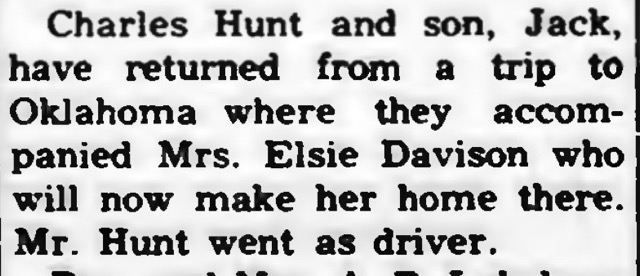 Charles Hunt and son, Jack,
have returned from a trip to
Oklahoma where they accom-
panied Mrs. Elsie Davison who
will now make her home there.
Mr. Hunt went as driver.